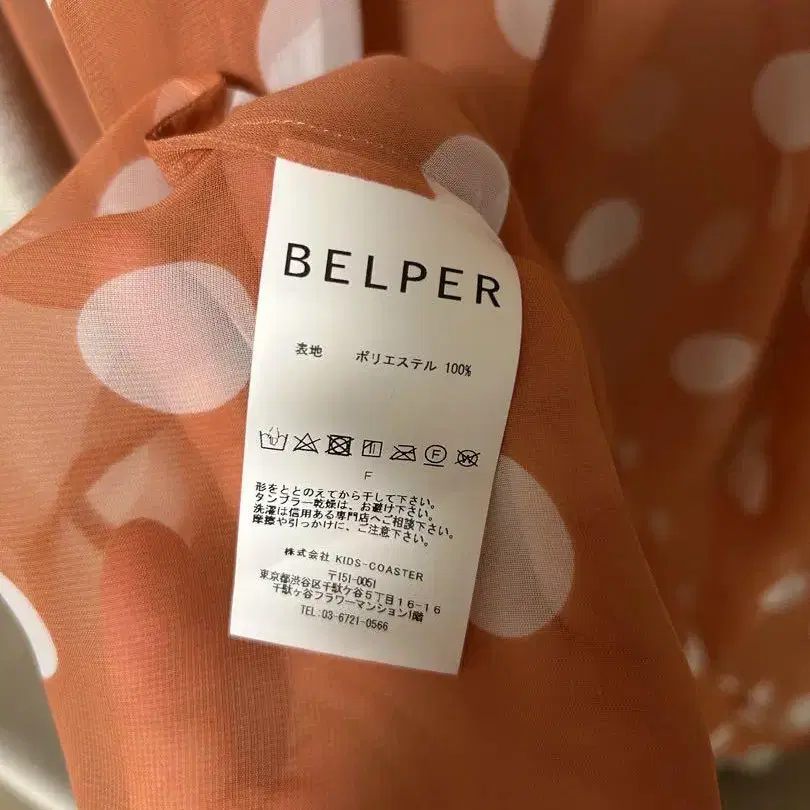 BELPER
表地 ポリエステル 100%
F
形をととのえてから干して下さい。
タンブラー乾燥は、お避け下さい。
洗濯は信用ある専門店へご相談下さい。
摩擦や引っかけに、ご注意下さい。
株式会社 KIDS-COASTER
〒151-0051
東京都渋谷区千駄ケ谷5丁目16-16
千駄ケ谷フラワーマンション1階
TEL:03-6721-0566